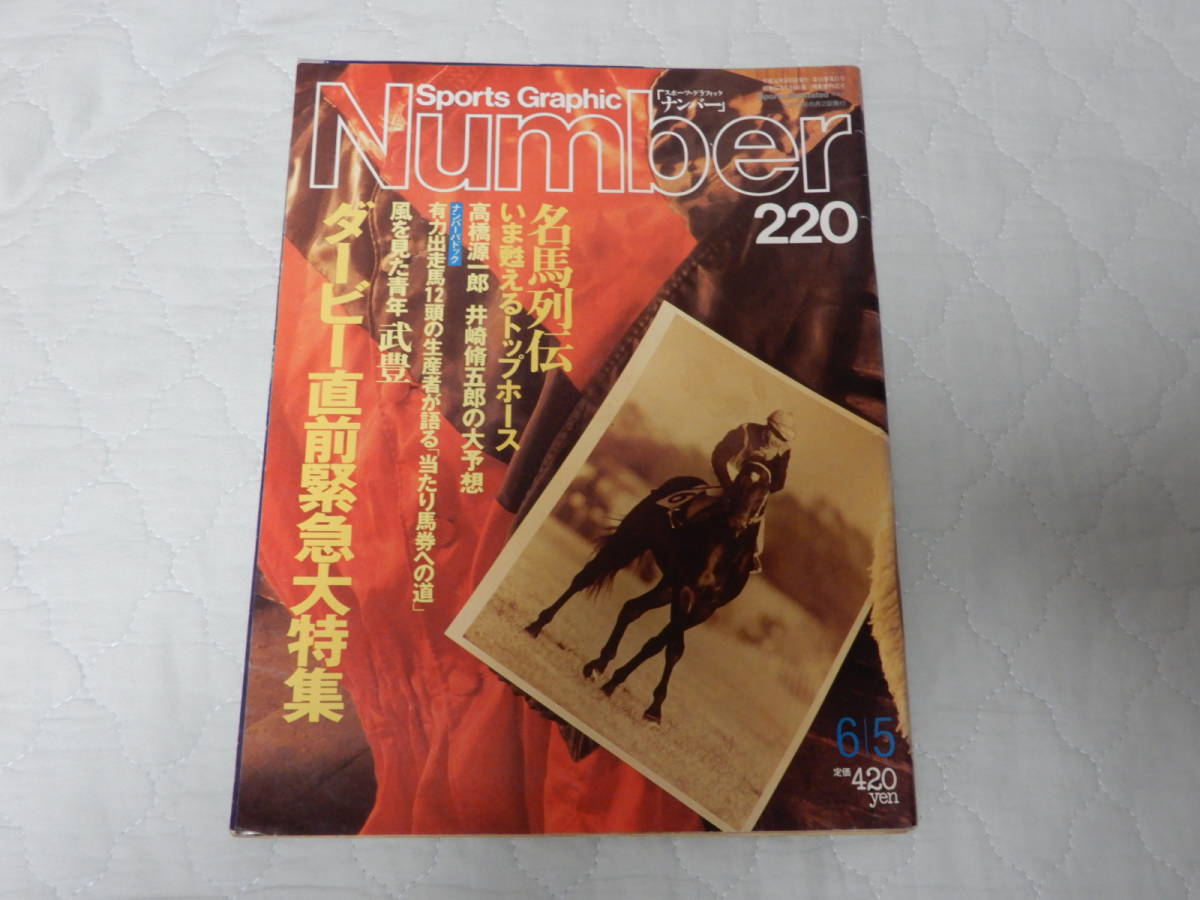 Sports Graphic
Number
スポーツ・グラフィック
「ナンバー」
220
名馬列伝
いま甦えるトップホース
高橋源一郎 井崎脩五郎の大予想
ナンバーパドック
有力出走馬12頭の生産者が語る「当たり馬券への道」
風を見た青年 武豊
ダービー直前緊急大特集
6|5
定価420
yen